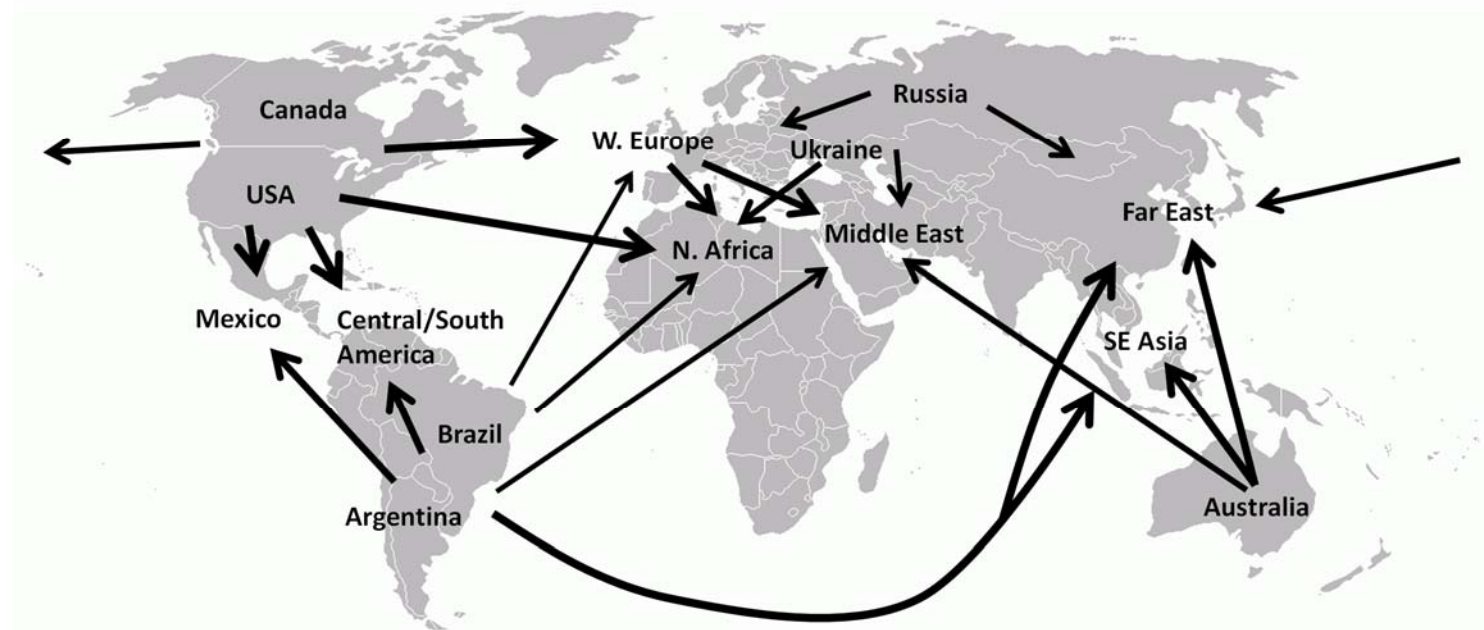 Canada
Russia
W. Europe
Ukraine
USA
Far East
Middle East
N. Africa
Mexico
Central/South
America
SE Asia
Brazil
Argentina
Australia